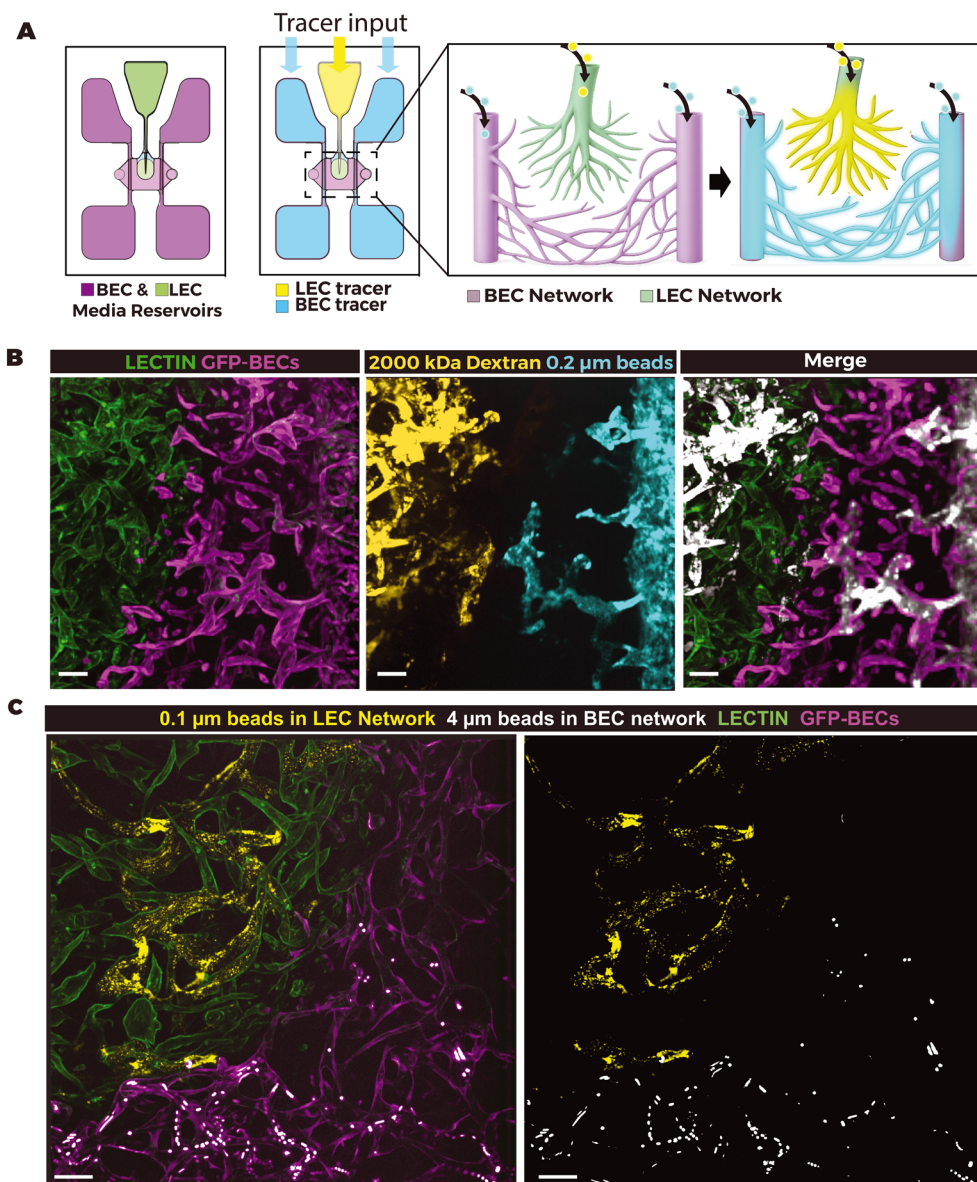 A
Tracer input
BEC & LEC
Media Reservoirs
LEC tracer
BEC tracer
BEC Network LEC Network
B
LECTIN GFP-BECs
2000 kDa Dextran 0.2 µm beads
Merge
C
0.1 µm beads in LEC Network 4 µm beads in BEC network LECTIN GFP-BECs